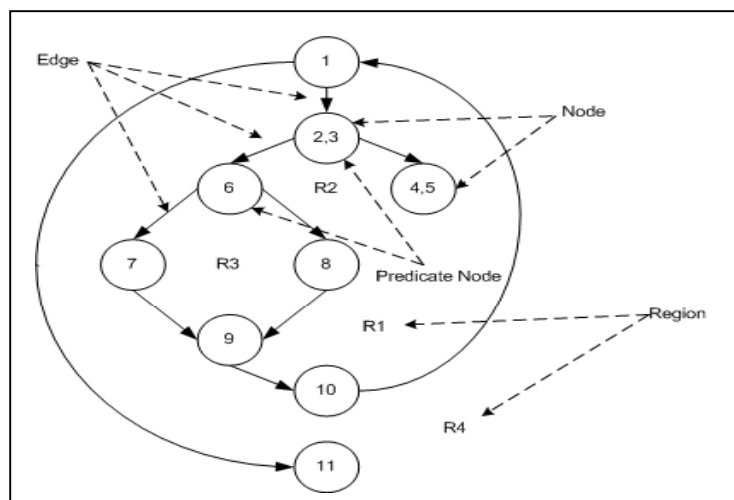 1
Edge
2,3
Node
6
R2
4,5
7
R3
8
Predicate Node
R1
Region
9
10
R4
11